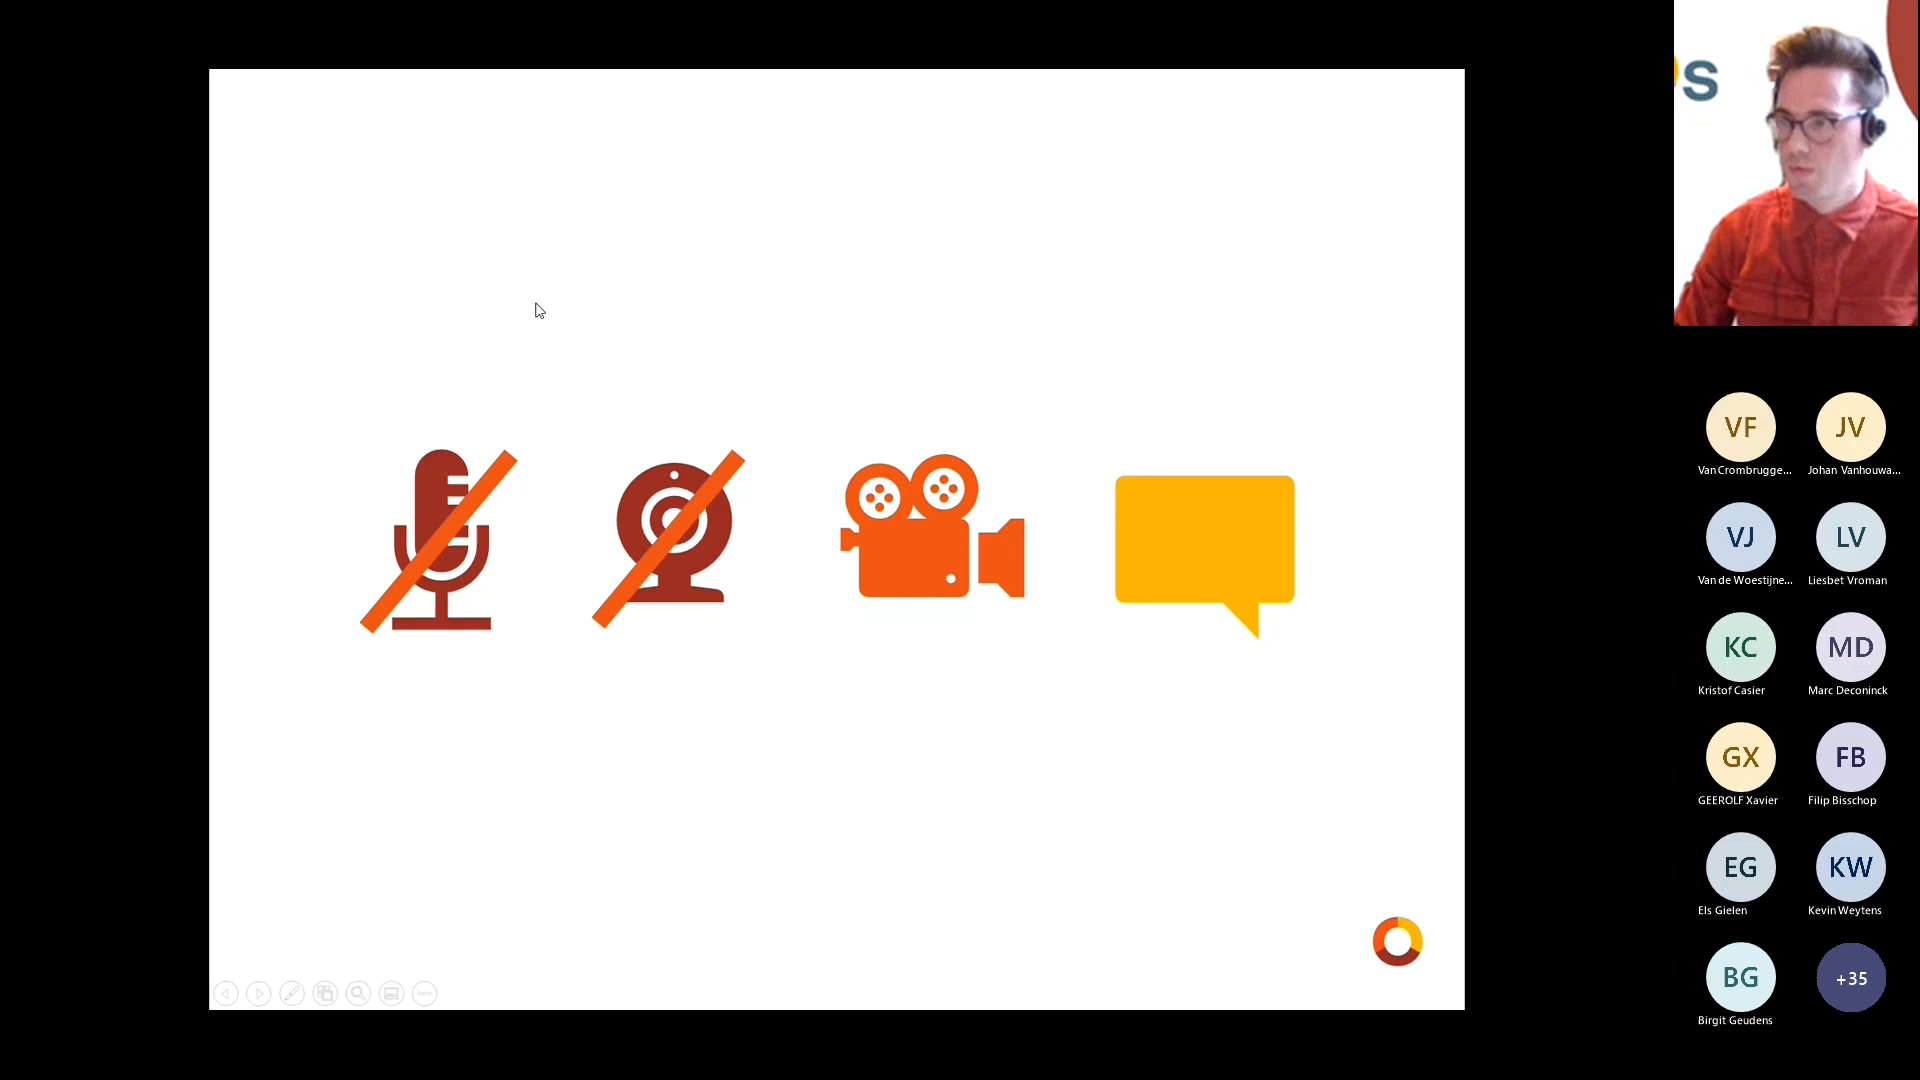 s
VF
JV
Van Crombrugge...
Johan Vanhouwa...
VJ
LV
Van de Woestijne...
Liesbet Vroman
KC
MD
Kristof Casier
Marc Deconinck
GX
FB
GEEROLF Xavier
Filip Bisschop
EG
KW
Els Gielen
Kevin Weytens
BG
+35
Birgit Geudens